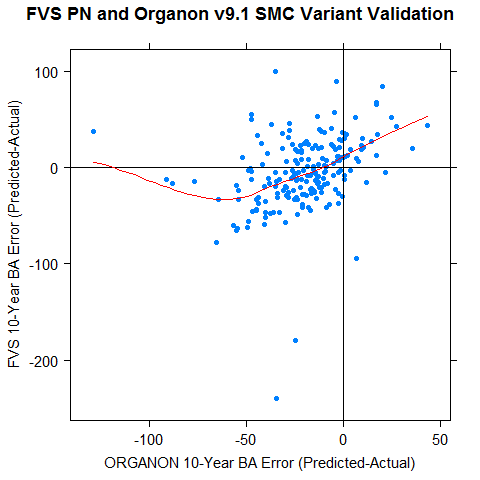 FVS PN and Organon v9.1 SMC Variant Validation
FVS 10-Year BA Error (Predicted-Actual)
100
0
-100
-200
-100
-50
0
50
ORGANON 10-Year BA Error (Predicted-Actual)